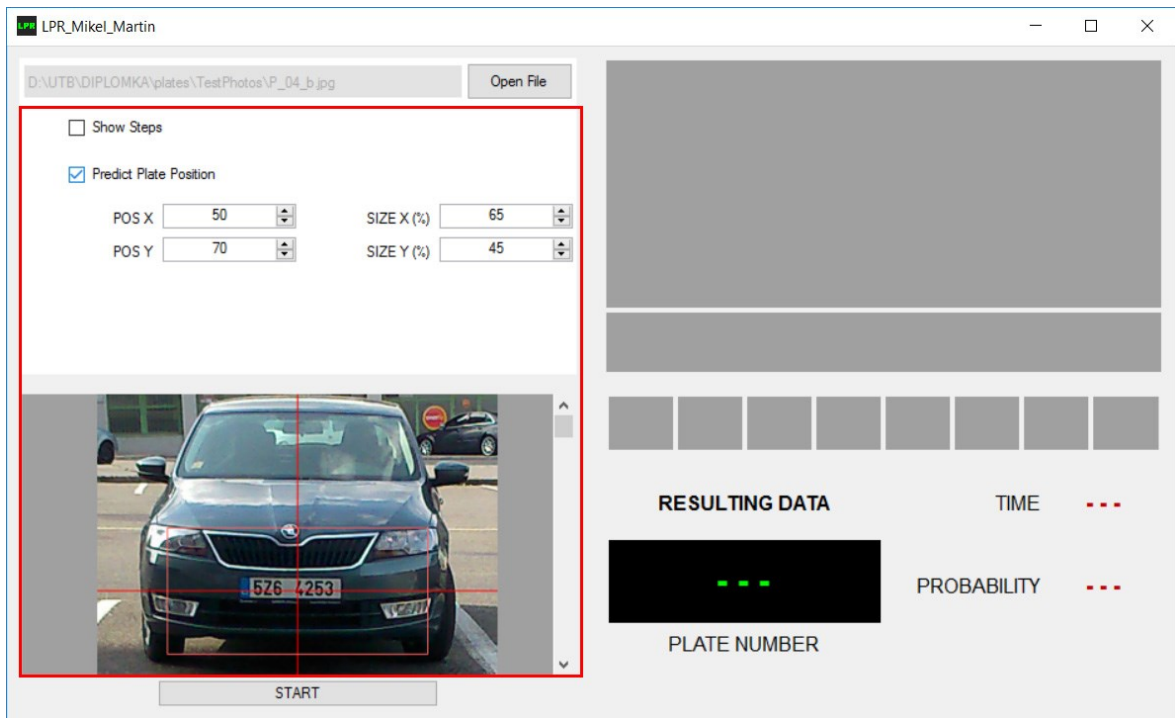 LPR LPR_Mikel_Martin
D:\UTB\DIPLOMKA\plates\TestPhotos\P_04_b.jpg
Open File
Show Steps
Predict Plate Position
POS X 50 SIZE X (%) 65
POS Y 70 SIZE Y (%) 45
5Z6 4253
START
RESULTING DATA
TIME - - -
- - -
PROBABILITY - - -
PLATE NUMBER